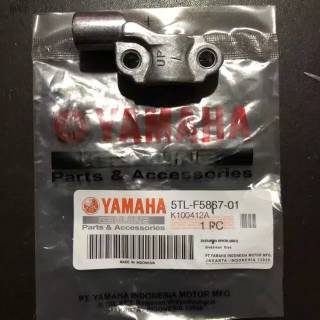 UP
YAMAHA
GENUINE
Parts & Accessories
YAMAHA
GENUINE
Parts & Accessories
5TL-F5867-01
K100412A
1 PC
PT. YAMAHA INDONESIA MOTOR MFG
JAKARTA - INDONESIA
MADE IN INDONESIA
PT. YAMAHA INDONESIA MOTOR MFG.